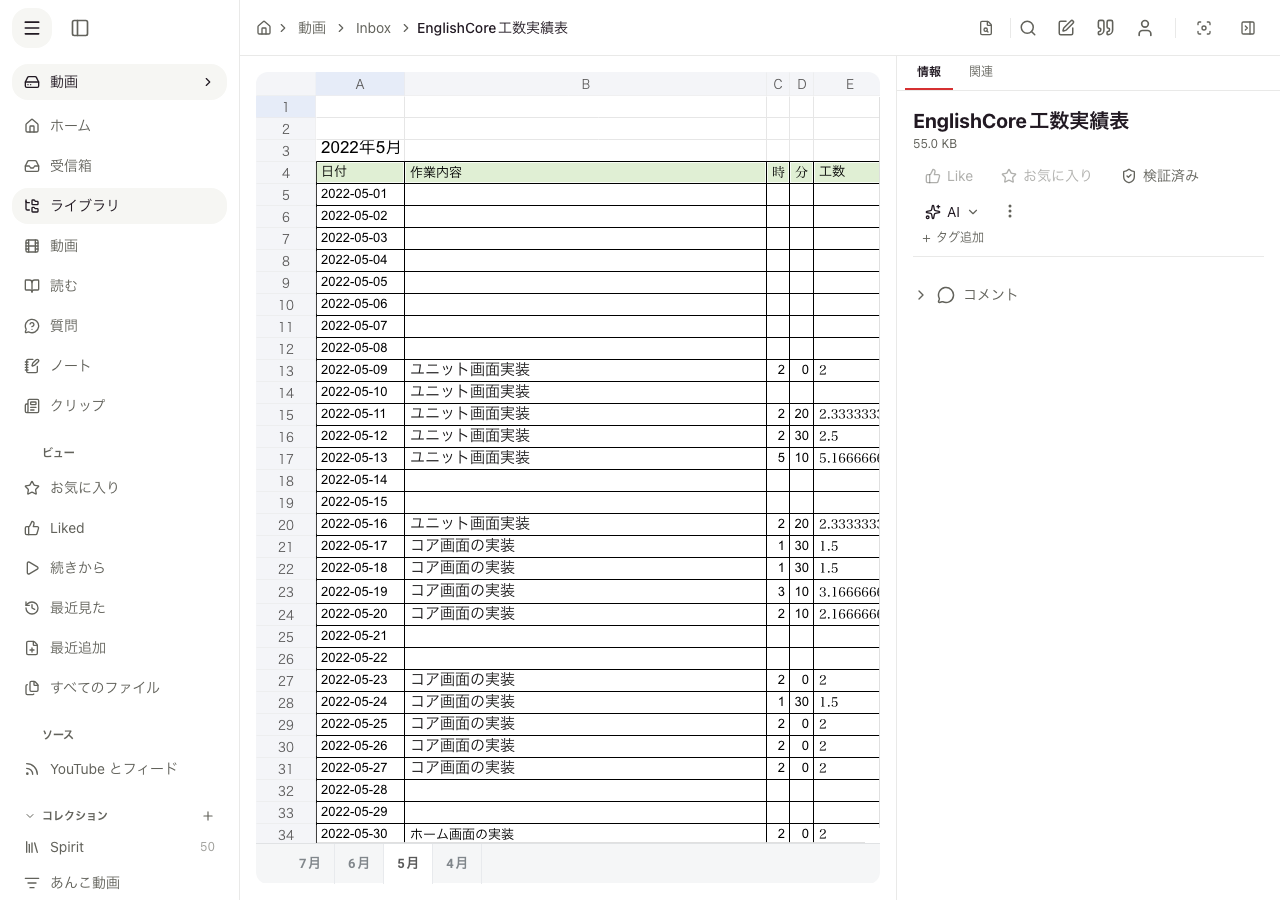 動画
ホーム
受信箱
ライブラリ
動画
読む
質問
ノート
クリップ
ビュー
お気に入り
Liked
続きから
最近見た
最近追加
すべてのファイル
ソース
YouTube とフィード
コレクション
Spirit 50
あんこ動画
動画 Inbox EnglishCore工数実績表
A B C D E
1
2
3 2022年5月
4 日付 作業内容 時 分 工数
5 2022-05-01
6 2022-05-02
7 2022-05-03
8 2022-05-04
9 2022-05-05
10 2022-05-06
11 2022-05-07
12 2022-05-08
13 2022-05-09 ユニット画面実装 2 0 2
14 2022-05-10 ユニット画面実装
15 2022-05-11 ユニット画面実装 2 20 2.3333333
16 2022-05-12 ユニット画面実装 2 30 2.5
17 2022-05-13 ユニット画面実装 5 10 5.1666666
18 2022-05-14
19 2022-05-15
20 2022-05-16 ユニット画面実装 2 20 2.3333333
21 2022-05-17 コア画面の実装 1 30 1.5
22 2022-05-18 コア画面の実装 1 30 1.5
23 2022-05-19 コア画面の実装 3 10 3.1666666
24 2022-05-20 コア画面の実装 2 10 2.1666666
25 2022-05-21
26 2022-05-22
27 2022-05-23 コア画面の実装 2 0 2
28 2022-05-24 コア画面の実装 1 30 1.5
29 2022-05-25 コア画面の実装 2 0 2
30 2022-05-26 コア画面の実装 2 0 2
31 2022-05-27 コア画面の実装 2 0 2
32 2022-05-28
33 2022-05-29
34 2022-05-30 ホーム画面の実装 2 0 2
7月 6月 5月 4月
情報 関連
EnglishCore工数実績表
55.0 KB
Like お気に入り 検証済み
AI
+ タグ追加
コメント